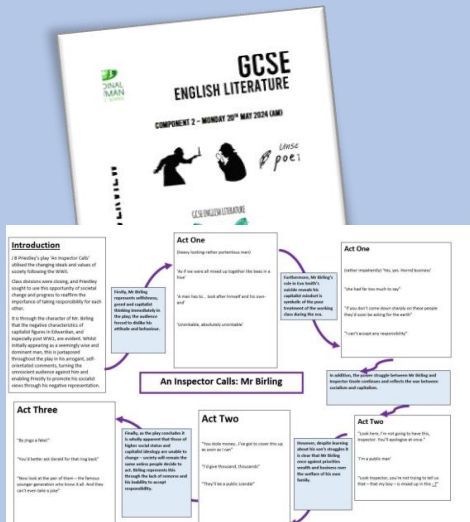 DINAL
MAN
GCSE
ENGLISH LITERATURE
COMPONENT 2 - MONDAY 20TH MAY 2024 (AM)
Unse
poe
GCSE ENGLISH LITERATURE
Introduction
J B Priestley's play 'An Inspector Calls'
utilised the changing ideals and values of
society following the WWII.
Class divisions were closing, and Priestley
sought to use this opportunity of societal
change and progress to reaffirm the
importance of taking responsibility for each
other.
It is through the character of Mr. Birling
that the negative characteristics of
capitalist figures in Edwardian, and
especially post WWII, are evident. Whilst
initially appearing as a seemingly wise and
dominant man, this is juxtaposed
throughout the play in his arrogant, self-
orientated comments, turning the
omniscient audience against him and
enabling Priestly to promote his socialist
views through his negative representation.
Firstly, Mr Birling
represents selfishness,
greed and capitalist
thinking immediately in
the play; the audience
forced to dislike his
attitude and behaviour.
Act One
(heavy looking-rather portentous man)
'As if we were all mixed up together like bees in a
hive'
'A man has to... look after himself and his own-
and'
'Unsinkable, absolutely unsinkable'
Furthermore, Mr Birling's
role in Eva Smith's
suicide reveals his
capitalist mindset is
symbolic of the poor
treatment of the working
class during the era.
Act One
(rather impatiently) 'Yes, yes. Horrid business'
'She had far too much to say'
'If you don't come down sharply on these people
they'd soon be asking for the earth'
'I can't accept any responsibility'
An Inspector Calls: Mr Birling
In addition, the power struggle between Mr Birling and
Inspector Goole continues and reflects the war between
socialism and capitalism.
Act Two
'Look here, I'm not going to have this,
Inspector. You'll apologise at once.'
'I'm a public man'
'Look Inspector, you're not trying to tell us
that – that my boy – is mixed up in this
However, despite learning
about his son's struggles it
is clear that Mr Birling
once against priorities
wealth and business over
the welfare of his own
family.
Act Two
'You stole money. I've got to cover this up
as soon as I can'
'I'd give thousand, thousands'
'They'll be a public scandal'
Finally, as the play concludes it
is wholly apparent that those of
higher social status and
capitalist ideology are unable to
change – society will remain the
same unless people decide to
act. Birling represents this
through the lack of remorse and
his inability to accept
responsibility.
Act Three
'By jingo a fake!'
'You'd better ask Gerald for that ring back'
'Now look at the pair of them – the famous
younger generation who know it all. And they
can't even take a joke'